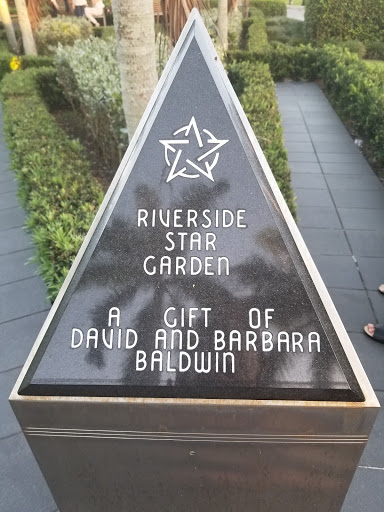 RIVERSIDE
STAR
GARDEN
A GIFT OF
DAVID AND BARBARA
BALDWIN